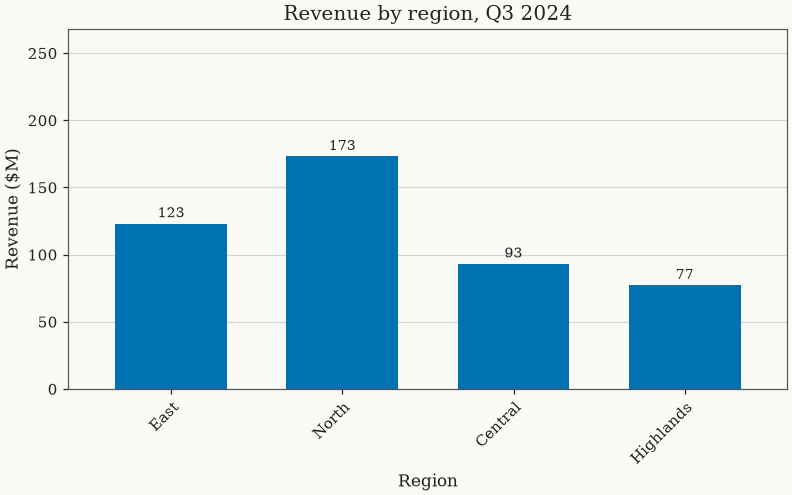 Revenue by region, Q3 2024
Revenue ($M)
250
200
150
100
50
0
123
173
93
77
East
North
Central
Highlands
Region